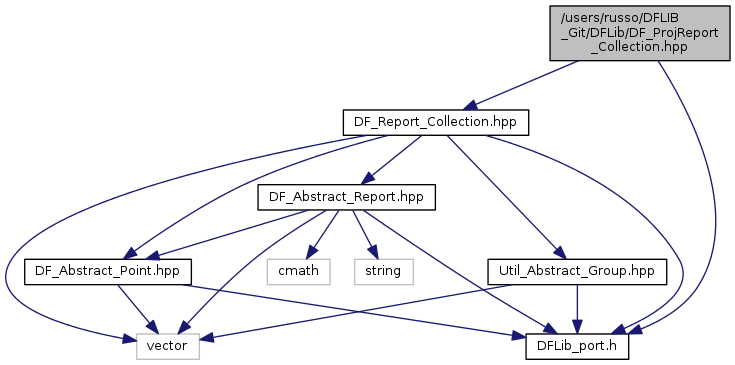 /users/russo/DFLIB
_Git/DFLib/DF_ProjReport
_Collection.hpp
DF_Report_Collection.hpp
DF_Abstract_Report.hpp
DF_Abstract_Point.hpp
cmath
string
Util_Abstract_Group.hpp
vector
DFLib_port.h